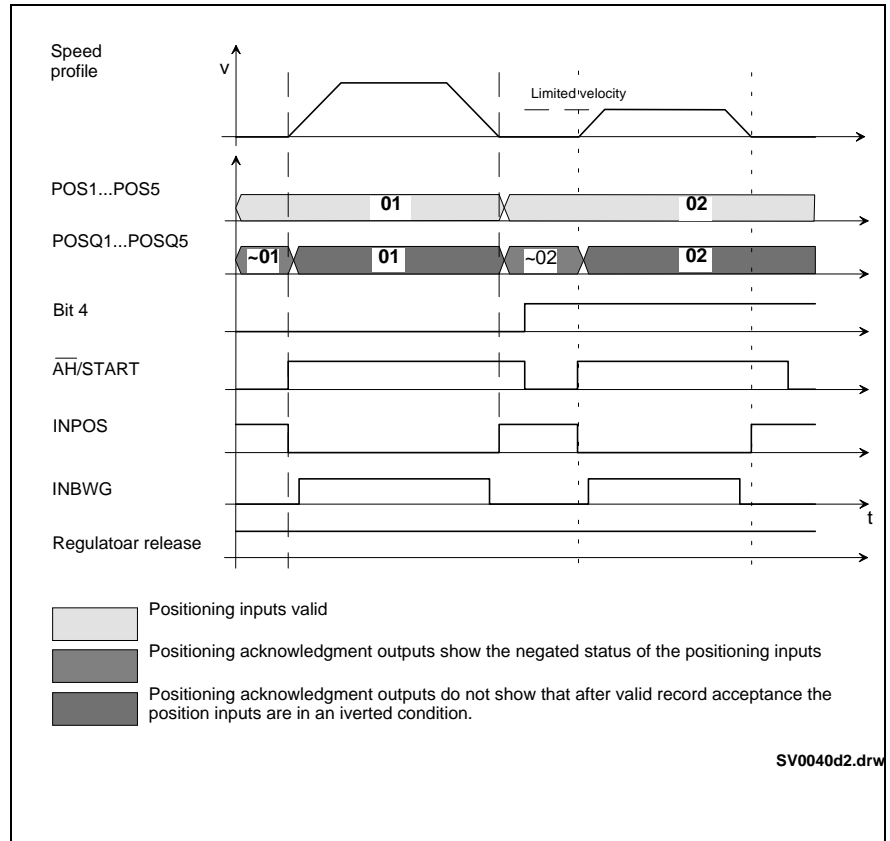 Speed
profile
v
Limited velocity
POS1...POS5
01
02
POSQ1...POSQ5
~01
01
~02
02
Bit 4
AH/START
INPOS
INBWG
t
Regulatoar release
Positioning inputs valid
Positioning acknowledgment outputs show the negated status of the positioning inputs
Positioning acknowledgment outputs do not show that after valid record acceptance the
position inputs are in an iverted condition.
SV0040d2.drw